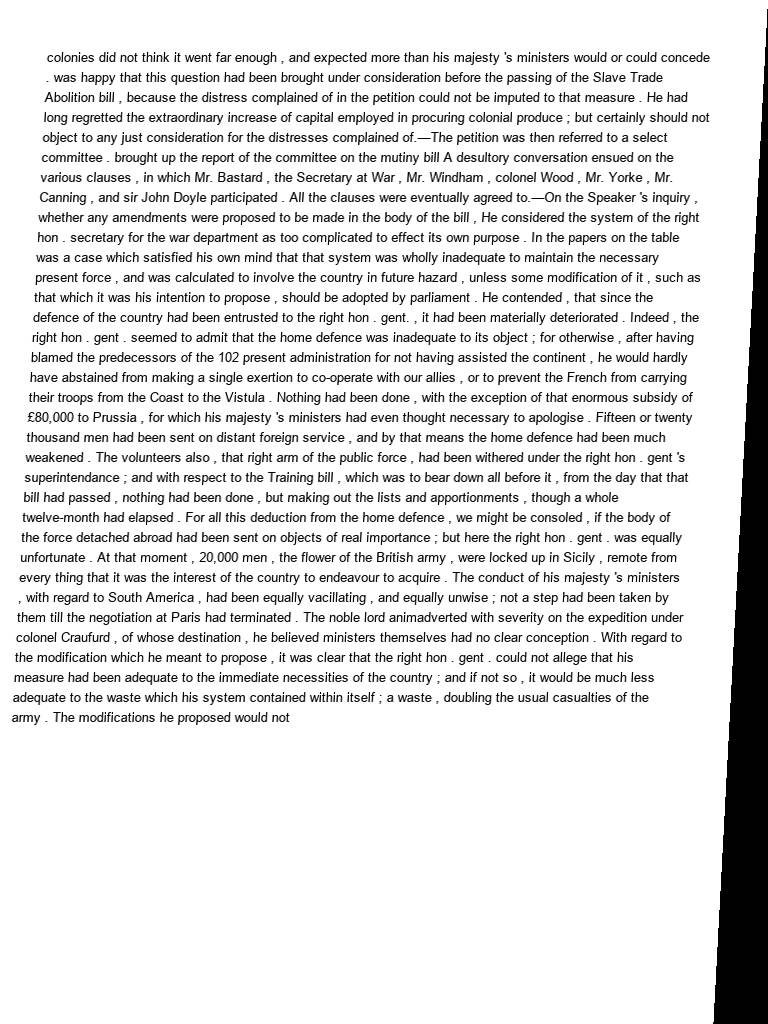 colonies did not think it went far enough , and expected more than his majesty 's ministers would or could concede
. was happy that this question had been brought under consideration before the passing of the Slave Trade
Abolition bill , because the distress complained of in the petition could not be imputed to that measure . He had
long regretted the extraordinary increase of capital employed in procuring colonial produce ; but certainly should not
object to any just consideration for the distresses complained of.—The petition was then referred to a select
committee . brought up the report of the committee on the mutiny bill A desultory conversation ensued on the
various clauses , in which Mr. Bastard , the Secretary at War , Mr. Windham , colonel Wood , Mr. Yorke , Mr.
Canning , and sir John Doyle participated . All the clauses were eventually agreed to.—On the Speaker 's inquiry ,
whether any amendments were proposed to be made in the body of the bill , He considered the system of the right
hon . secretary for the war department as too complicated to effect its own purpose . In the papers on the table
was a case which satisfied his own mind that that system was wholly inadequate to maintain the necessary
present force , and was calculated to involve the country in future hazard , unless some modification of it , such as
that which it was his intention to propose , should be adopted by parliament . He contended , that since the
defence of the country had been entrusted to the right hon . gent. , it had been materially deteriorated . Indeed , the
right hon . gent . seemed to admit that the home defence was inadequate to its object ; for otherwise , after having
blamed the predecessors of the 102 present administration for not having assisted the continent , he would hardly
have abstained from making a single exertion to co-operate with our allies , or to prevent the French from carrying
their troops from the Coast to the Vistula . Nothing had been done , with the exception of that enormous subsidy of
£80,000 to Prussia , for which his majesty 's ministers had even thought necessary to apologise . Fifteen or twenty
thousand men had been sent on distant foreign service , and by that means the home defence had been much
weakened . The volunteers also , that right arm of the public force , had been withered under the right hon . gent 's
superintendance ; and with respect to the Training bill , which was to bear down all before it , from the day that that
bill had passed , nothing had been done , but making out the lists and apportionments , though a whole
twelve-month had elapsed . For all this deduction from the home defence , we might be consoled , if the body of
the force detached abroad had been sent on objects of real importance ; but here the right hon . gent . was equally
unfortunate . At that moment , 20,000 men , the flower of the British army , were locked up in Sicily , remote from
every thing that it was the interest of the country to endeavour to acquire . The conduct of his majesty 's ministers
, with regard to South America , had been equally vacillating , and equally unwise ; not a step had been taken by
them till the negotiation at Paris had terminated . The noble lord animadverted with severity on the expedition under
colonel Craufurd , of whose destination , he believed ministers themselves had no clear conception . With regard to
the modification which he meant to propose , it was clear that the right hon . gent . could not allege that his
measure had been adequate to the immediate necessities of the country ; and if not so , it would be much less
adequate to the waste which his system contained within itself ; a waste , doubling the usual casualties of the
army . The modifications he proposed would not